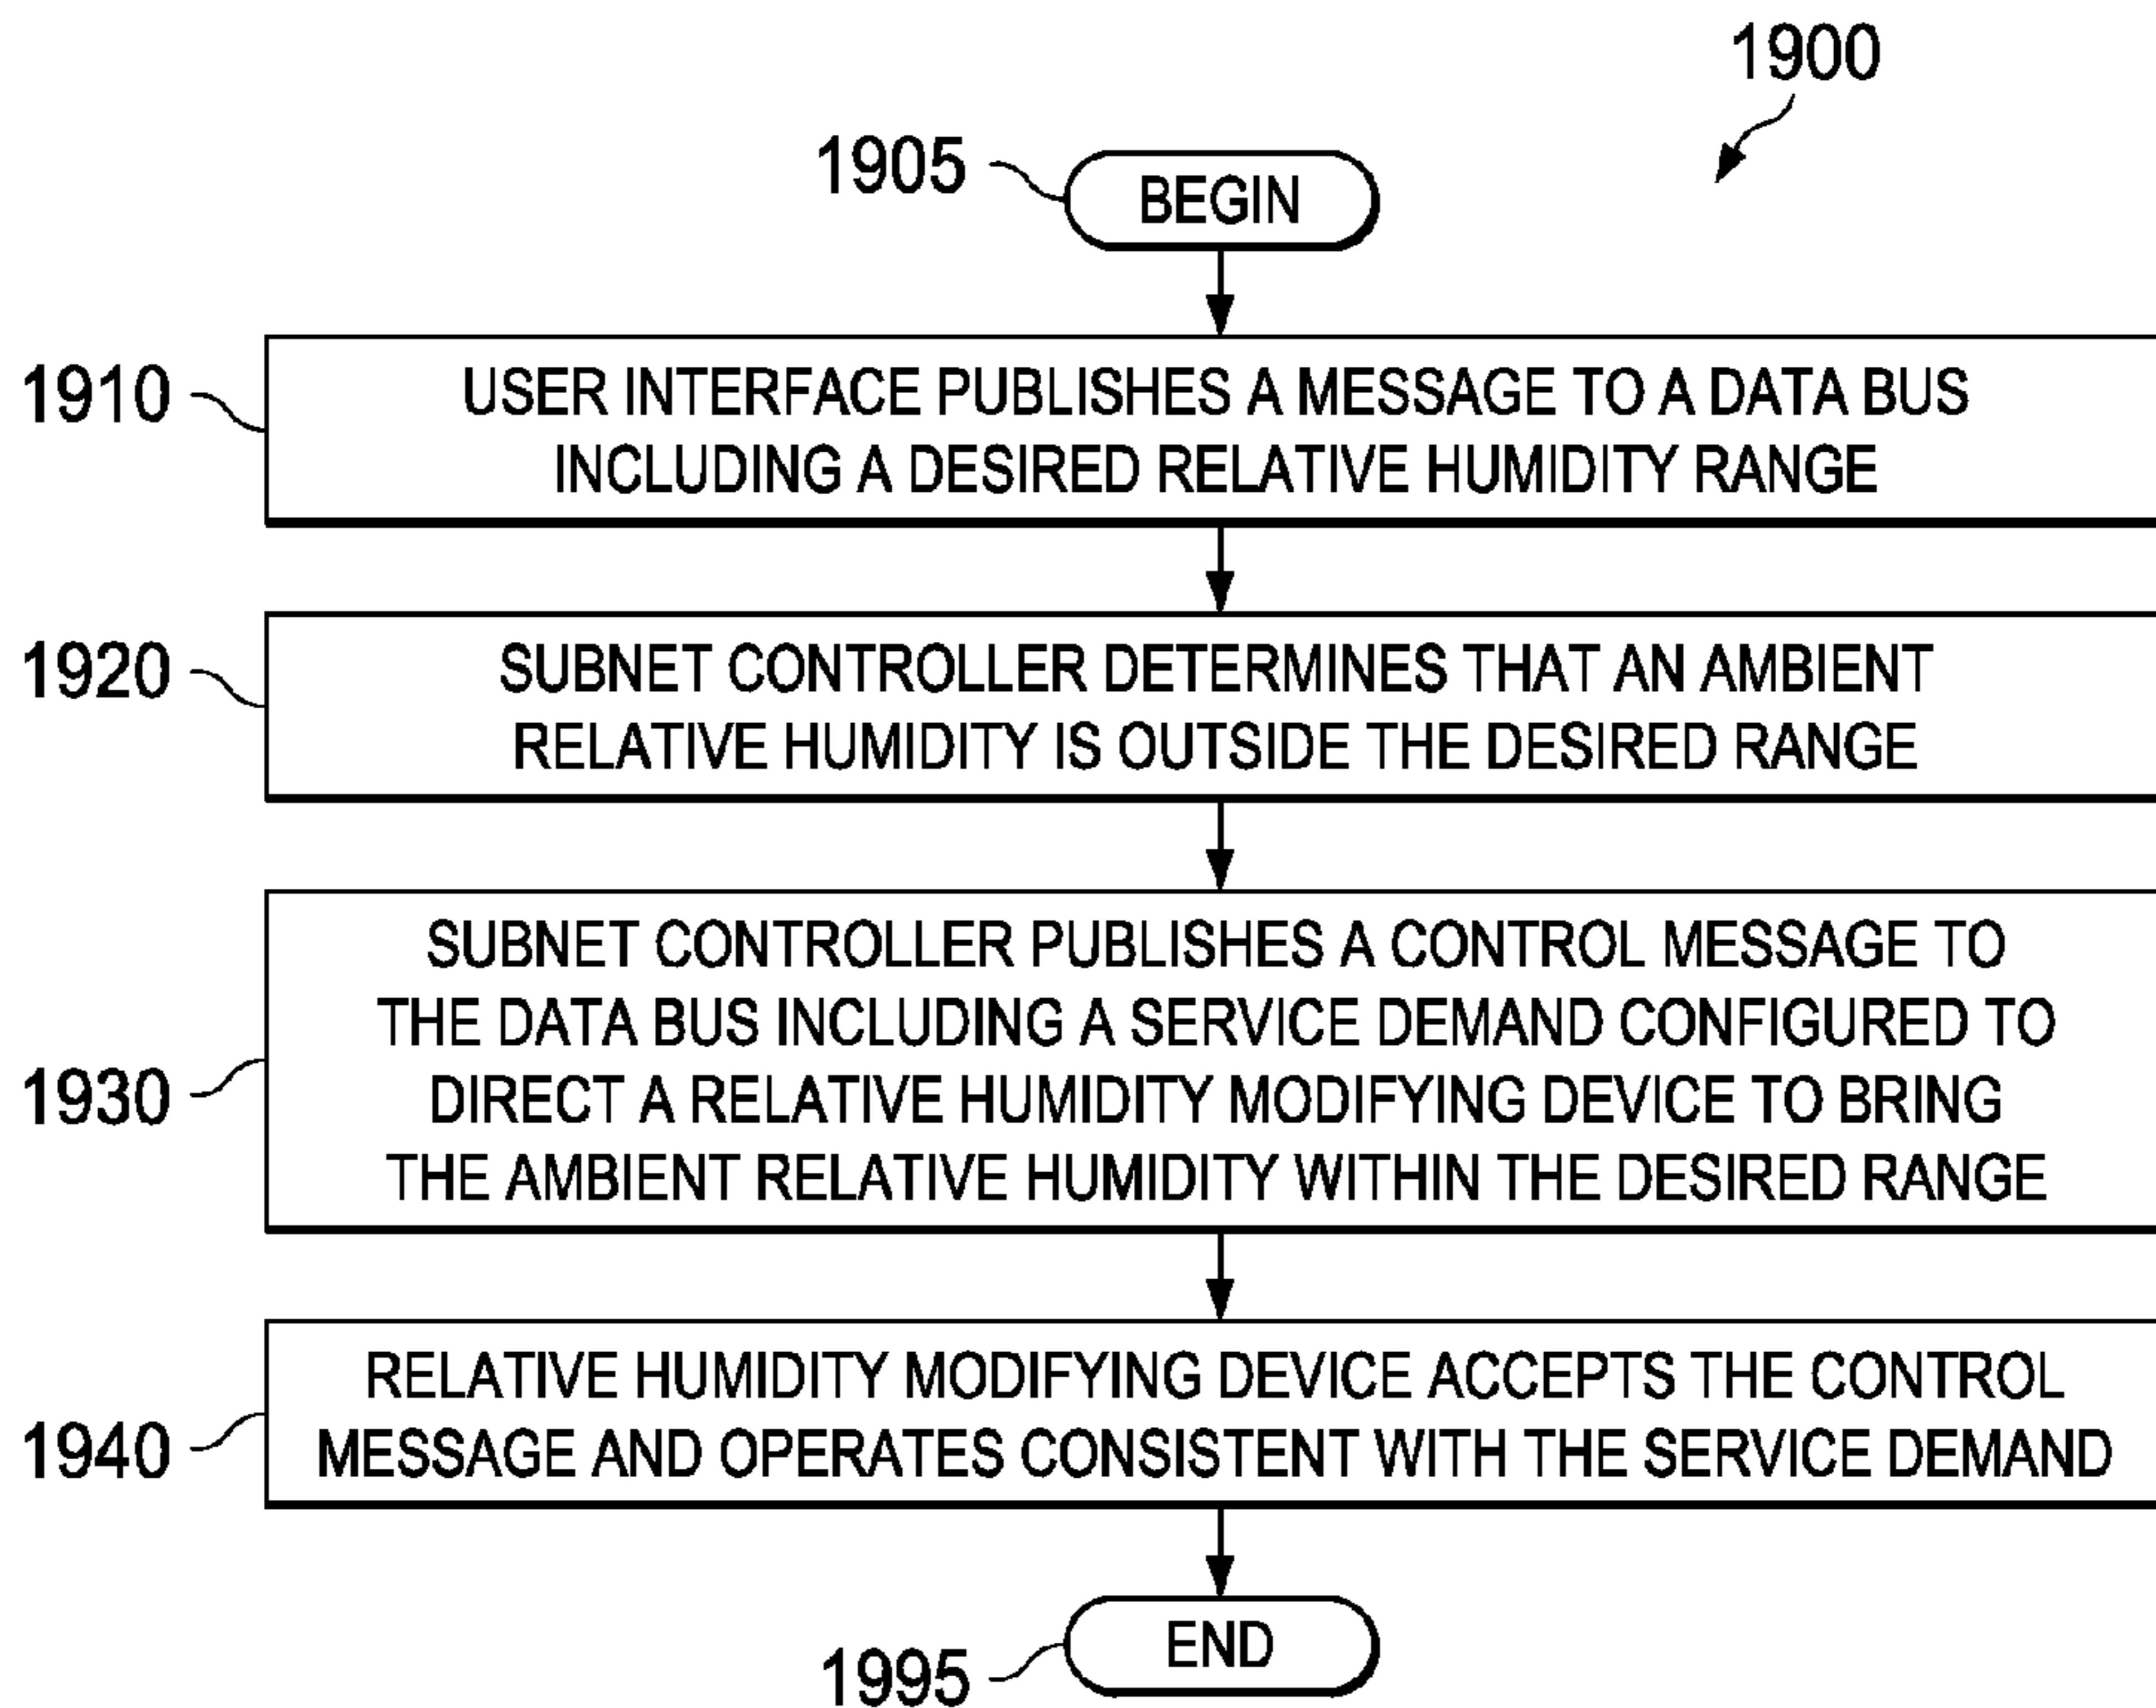 1900
1905
BEGIN
1910
USER INTERFACE PUBLISHES A MESSAGE TO A DATA BUS
INCLUDING A DESIRED RELATIVE HUMIDITY RANGE
1920
SUBNET CONTROLLER DETERMINES THAT AN AMBIENT
RELATIVE HUMIDITY IS OUTSIDE THE DESIRED RANGE
1930
SUBNET CONTROLLER PUBLISHES A CONTROL MESSAGE TO
THE DATA BUS INCLUDING A SERVICE DEMAND CONFIGURED TO
DIRECT A RELATIVE HUMIDITY MODIFYING DEVICE TO BRING
THE AMBIENT RELATIVE HUMIDITY WITHIN THE DESIRED RANGE
1940
RELATIVE HUMIDITY MODIFYING DEVICE ACCEPTS THE CONTROL
MESSAGE AND OPERATES CONSISTENT WITH THE SERVICE DEMAND
1995
END